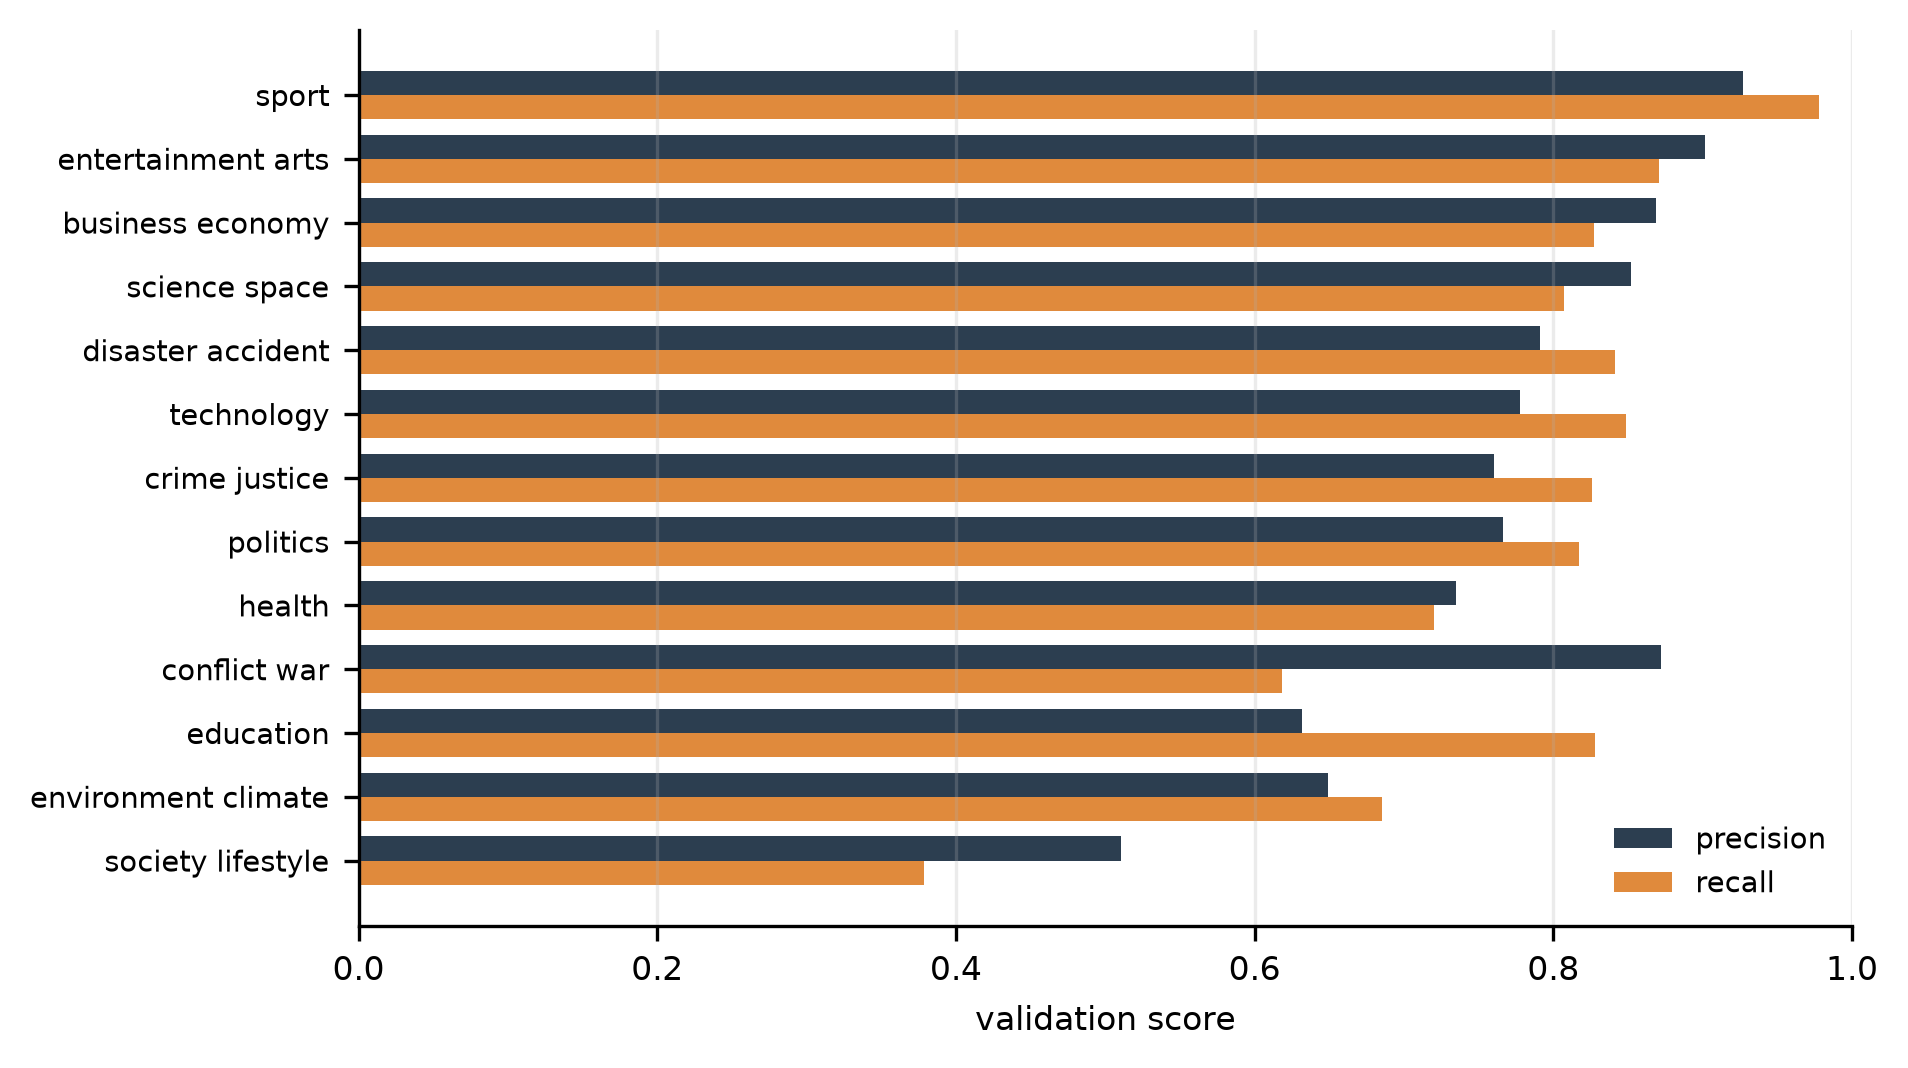 sport
entertainment arts
business economy
science space
disaster accident
technology
crime justice
politics
health
conflict war
education
environment climate
society lifestyle
precision
recall
0.0 0.2 0.4 0.6 0.8 1.0
validation score